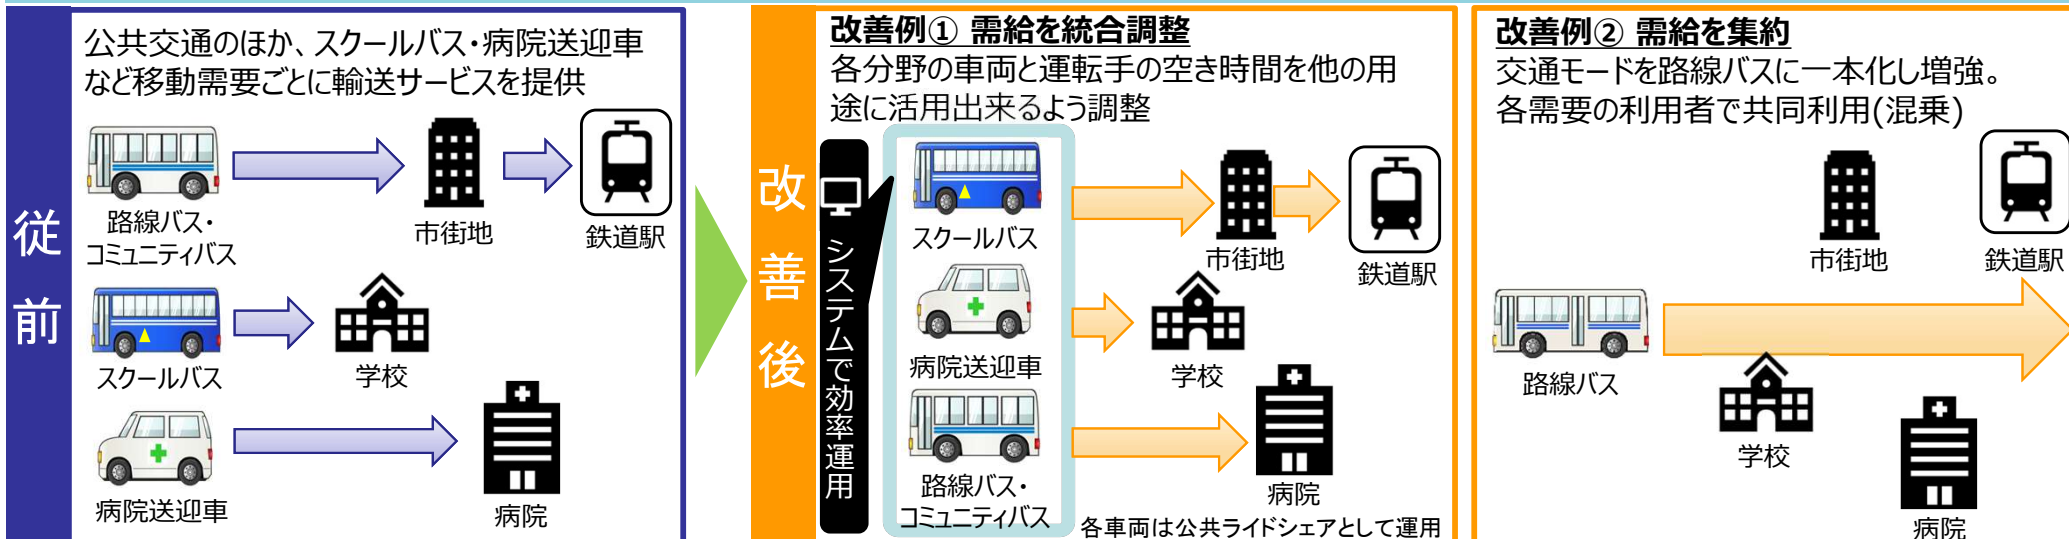 従前
公共交通のほか、スクールバス・病院送迎車
など移動需要ごとに輸送サービスを提供
路線バス・
コミュニティバス
市街地
鉄道駅
スクールバス
学校
病院送迎車
病院
改善後
改善例① 需給を統合調整
各分野の車両と運転手の空き時間を他の用
途に活用出来るよう調整
システムで効率運用
スクールバス
市街地
鉄道駅
病院送迎車
学校
路線バス・
コミュニティバス
病院
各車両は公共ライドシェアとして運用
改善例② 需給を集約
交通モードを路線バスに一本化し増強。
各需要の利用者で共同利用(混乗)
市街地
鉄道駅
路線バス
学校
病院